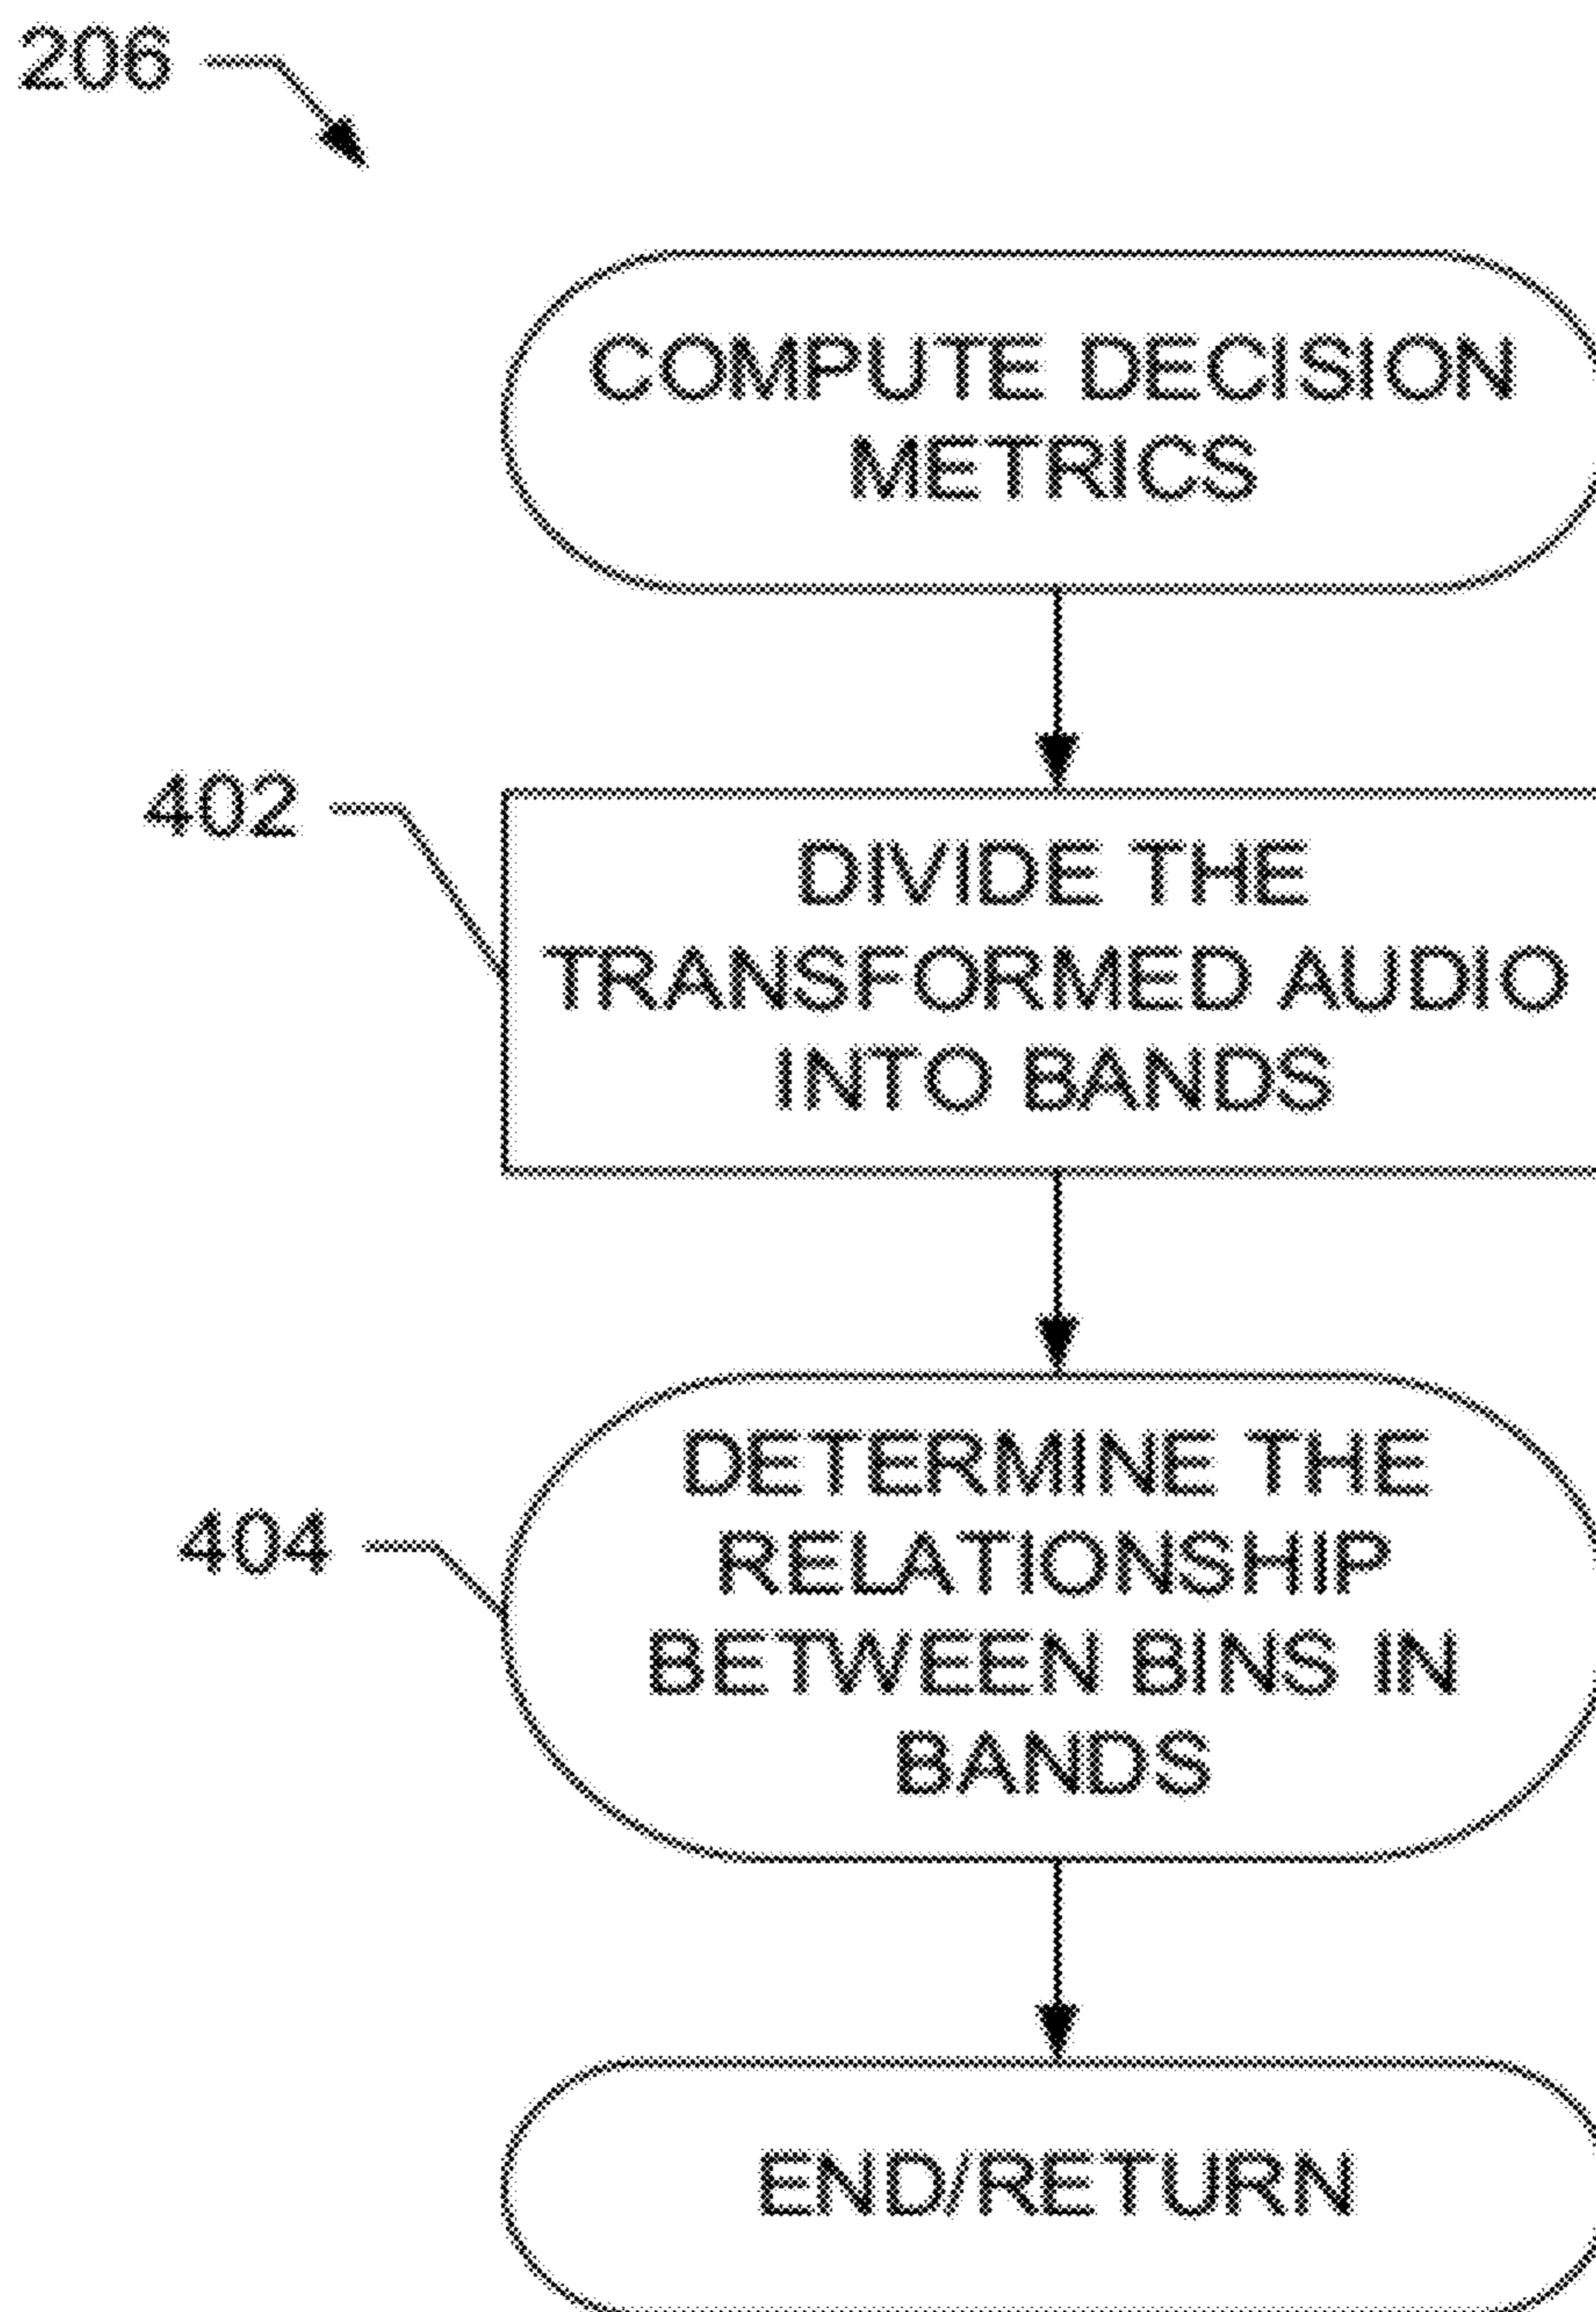 206
COMPUTE DECISION
METRICS
402
DIVIDE THE
TRANSFORMED AUDIO
INTO BANDS
404
DETERMINE THE
RELATIONSHIP
BETWEEN BINS IN
BANDS
END/RETURN